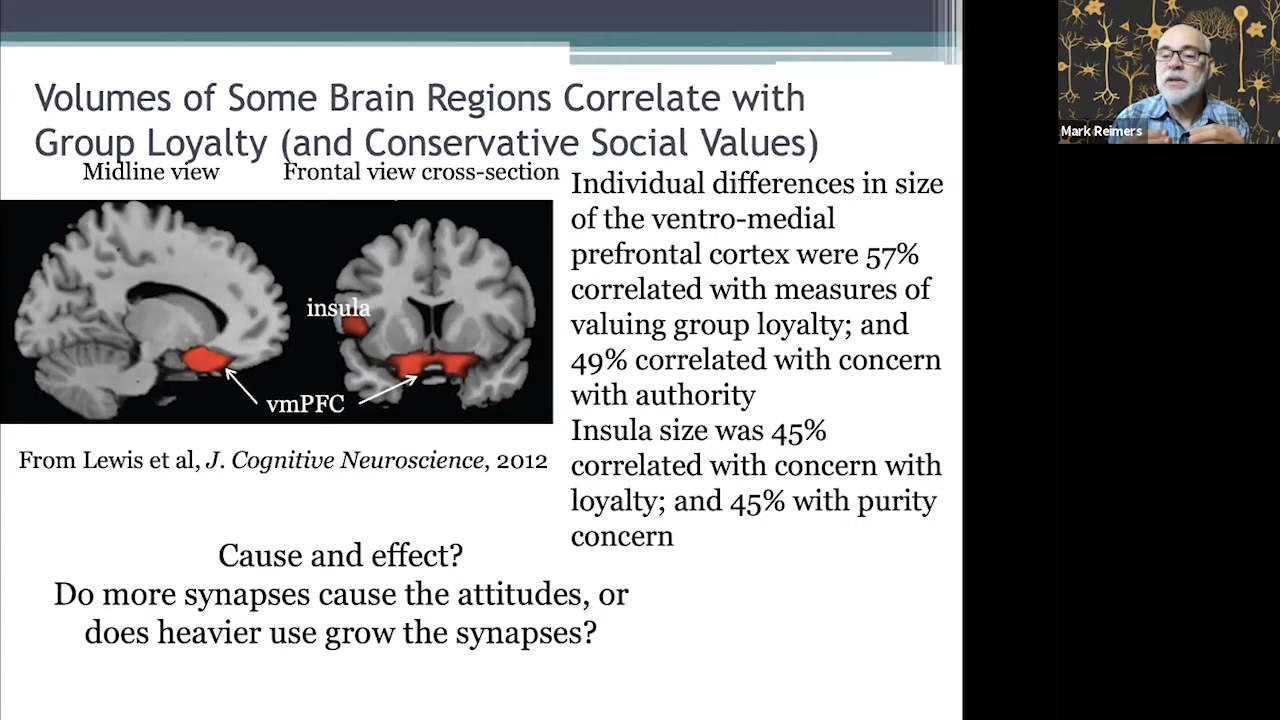 Volumes of Some Brain Regions Correlate with
Group Loyalty (and Conservative Social Values)
Midline view
Frontal view cross-section
insula
vmPFC
From Lewis et al, J. Cognitive Neuroscience, 2012
Individual differences in size
of the ventro-medial
prefrontal cortex were 57%
correlated with measures of
valuing group loyalty; and
49% correlated with concern
with authority
Insula size was 45%
correlated with concern with
loyalty; and 45% with purity
concern
Cause and effect?
Do more synapses cause the attitudes, or
does heavier use grow the synapses?
Mark Reimers